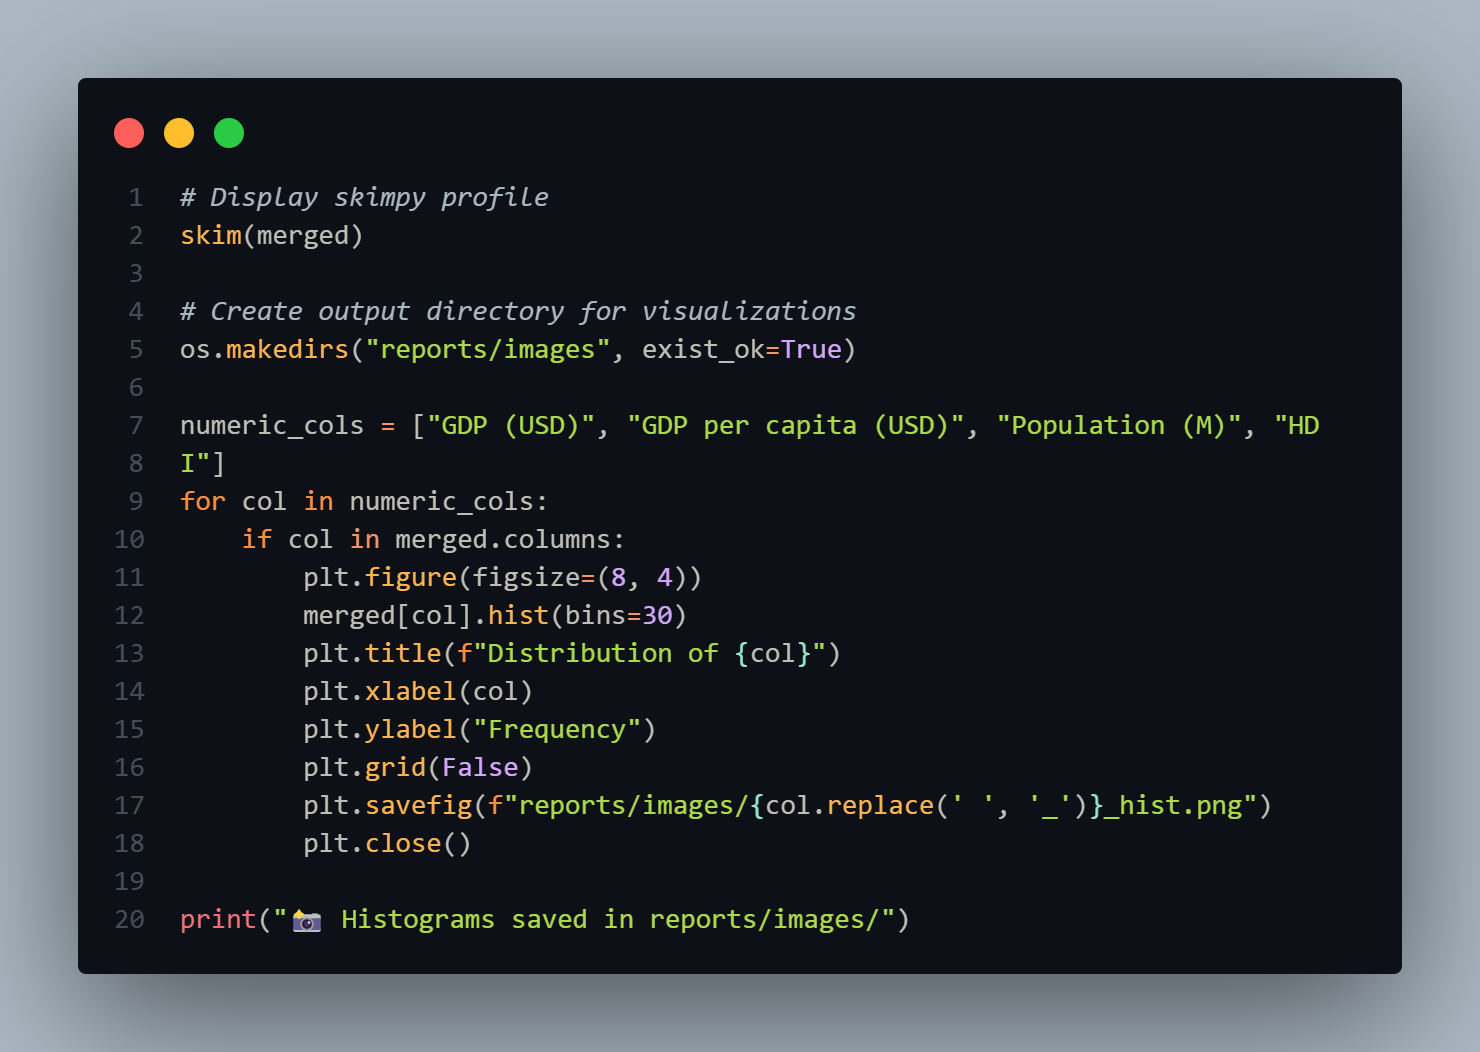 1 # Display skimpy profile
2 skim(merged)
3
4 # Create output directory for visualizations
5 os.makedirs("reports/images", exist_ok=True)
6
7 numeric_cols = ["GDP (USD)", "GDP per capita (USD)", "Population (M)", "HD
8 I"]
9 for col in numeric_cols:
10     if col in merged.columns:
11         plt.figure(figsize=(8, 4))
12         merged[col].hist(bins=30)
13         plt.title(f"Distribution of {col}")
14         plt.xlabel(col)
15         plt.ylabel("Frequency")
16         plt.grid(False)
17         plt.savefig(f"reports/images/{col.replace(' ', '_')}_hist.png")
18         plt.close()
19
20 print("📸 Histograms saved in reports/images/")